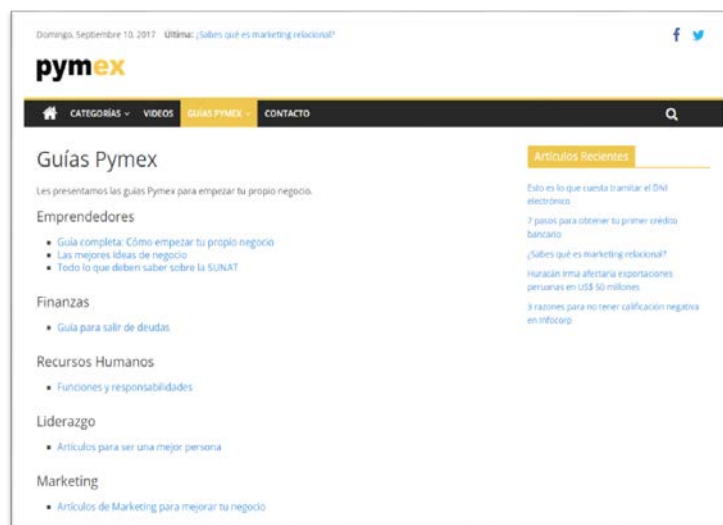 Domingo, Septiembre 10, 2017 Última: ¿Sabes qué es marketing relacional?
pymex
CATEGORÍAS VIDEOS GUÍAS PYMEX CONTACTO
Guías Pymex
Les presentamos las guías Pymex para empezar tu propio negocio.
Emprendedores
Guía completa: Cómo empezar tu propio negocio
Las mejores ideas de negocio
Todo lo que deben saber sobre la SUNAT
Finanzas
Guía para salir de deudas
Recursos Humanos
Funciones y responsabilidades
Liderazgo
Artículos para ser una mejor persona
Marketing
Artículos de Marketing para mejorar tu negocio
Artículos Recientes
Esto es lo que cuesta tramitar el DNI
electrónico
7 pasos para obtener tu primer crédito
bancario
¿Sabes qué es marketing relacional?
Huracán Irma afectaría exportaciones
peruanas en US$ 50 millones
3 razones para no tener calificación negativa
en Infocorp